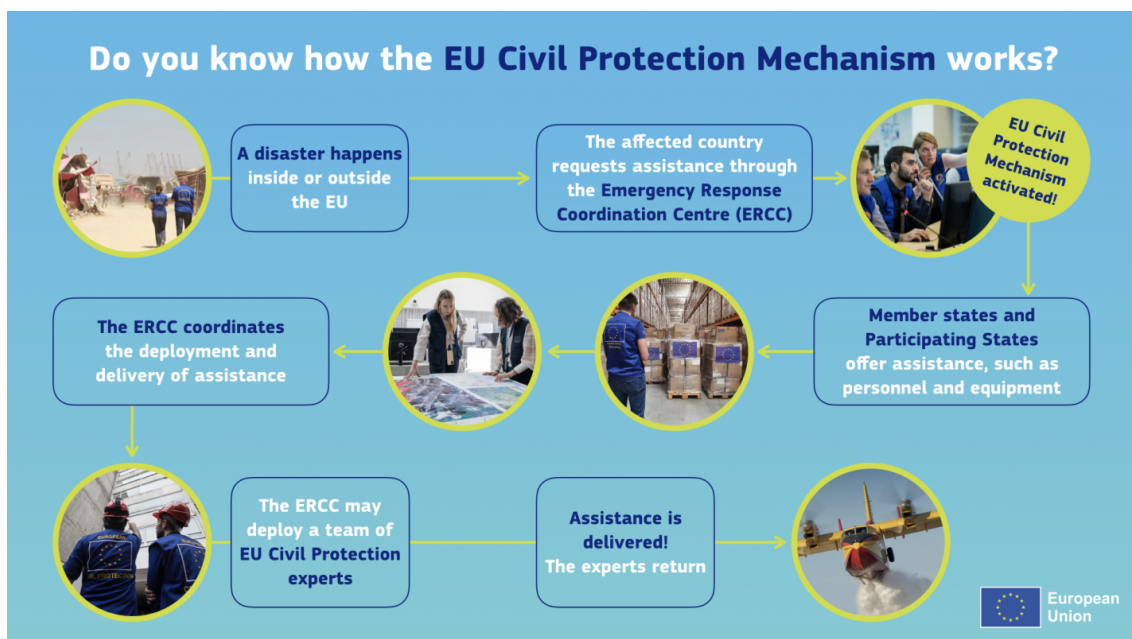 Do you know how the EU Civil Protection Mechanism works?
A disaster happens
inside or outside
the EU
The affected country
requests assistance through
the Emergency Response
Coordination Centre (ERCC)
EU Civil
Protection
Mechanism
activated!
Member states and
Participating States
offer assistance, such as
personnel and equipment
The ERCC coordinates
the deployment and
delivery of assistance
The ERCC may
deploy a team of
EU Civil Protection
experts
Assistance is
delivered!
The experts return
European
Union